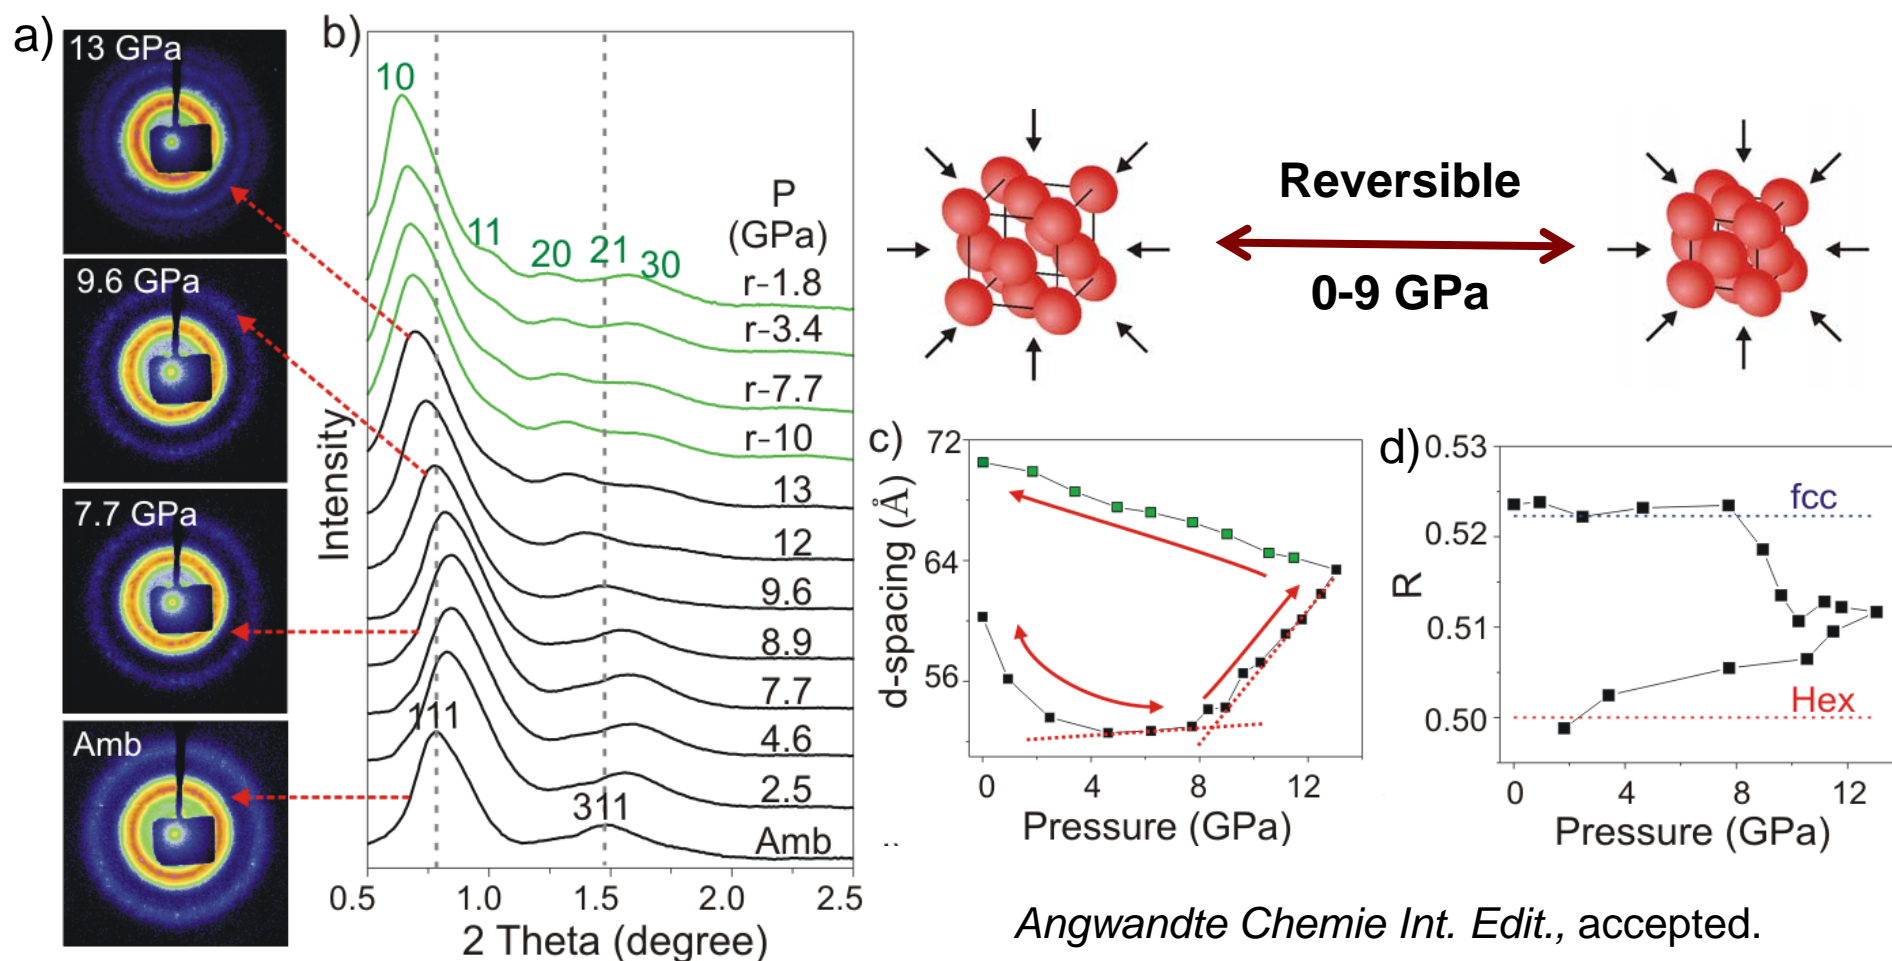 a)
13 GPa
9.6 GPa
7.7 GPa
Amb
b)
10
11
20
21
30
P
(GPa)
r-1.8
r-3.4
r-7.7
r-10
13
12
9.6
8.9
7.7
4.6
2.5
Amb
111
311
Intensity
0.5
1.0
1.5
2.0
2.5
2 Theta (degree)
Reversible
0-9 GPa
c)
72
64
56
d-spacing (Å)
0
4
8
12
Pressure (GPa)
d)
0.53
0.52
0.51
0.50
R
fcc
Hex
0
4
8
12
Pressure (GPa)
Angwandte Chemie Int. Edit., accepted.